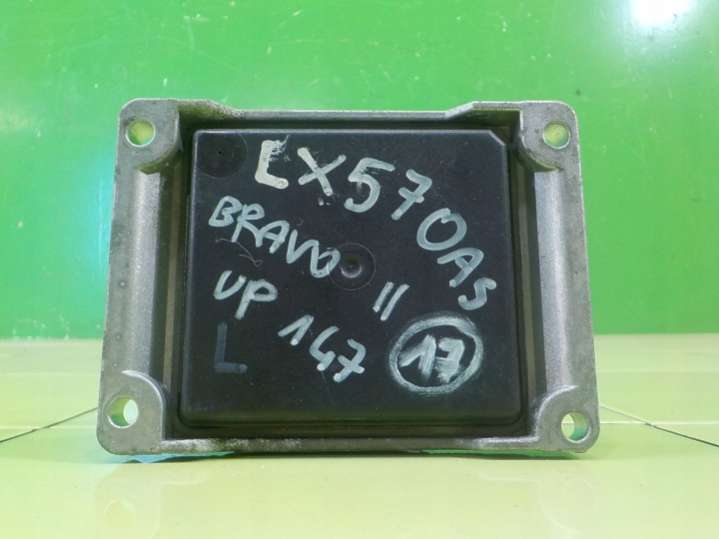 LX570AS
BRAVO II
UP 147
L 17